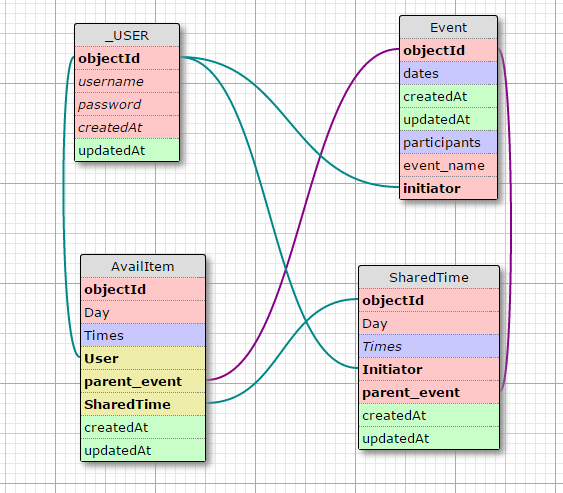 _USER
objectId
username
password
createdAt
updatedAt
Event
objectId
dates
createdAt
updatedAt
participants
event_name
initiator
AvailItem
objectId
Day
Times
User
parent_event
SharedTime
createdAt
updatedAt
SharedTime
objectId
Day
Times
Initiator
parent_event
createdAt
updatedAt